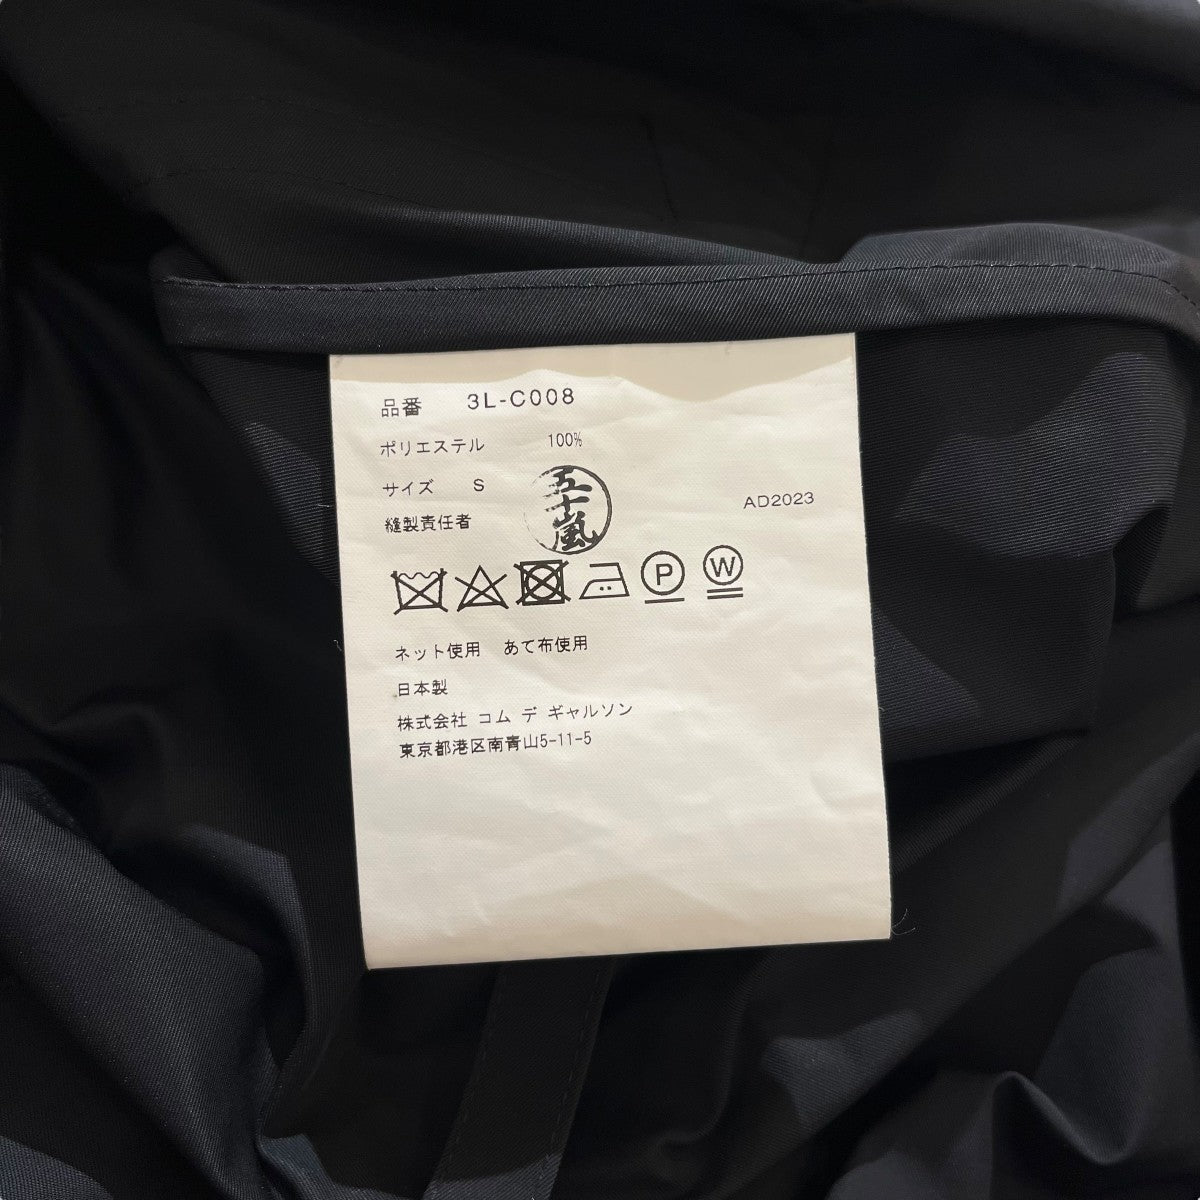 品番 3L-C008
ポリエステル 100%
サイズ S
縫製責任者 五十嵐
AD2023
P W
ネット使用 あて布使用
日本製
株式会社 コム デ ギャルソン
東京都港区南青山5-11-5